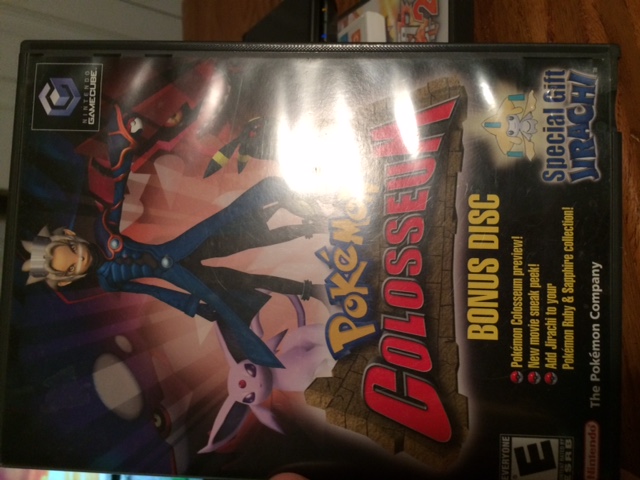 NINTENDO
GAMECUBE
Special Gift
JIRACHI
POKéMON
COLOSSEUM
BONUS DISC
Pokémon Colosseum preview!
New movie sneak peek!
Add Jirachi to your
Pokémon Ruby & Sapphire collection!
The Pokémon Company
EVERYONE
E
ESRB
Nintendo